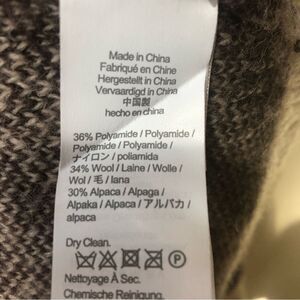 Made in China
Fabriqué en Chine
Hergestellt in China
Vervaardigd in China
中国製
hecho en china
36% Polyamide / Polyamide /
Polyamide / Polyamide /
ナイロン / poliamida
34% Wool / Laine / Wolle /
Wol / 毛 / lana
30% Alpaca / Alpaga /
Alpaka / Alpaca / アルパカ /
alpaca
Dry Clean.
P
Nettoyage À Sec.
Chemische Reinigung.